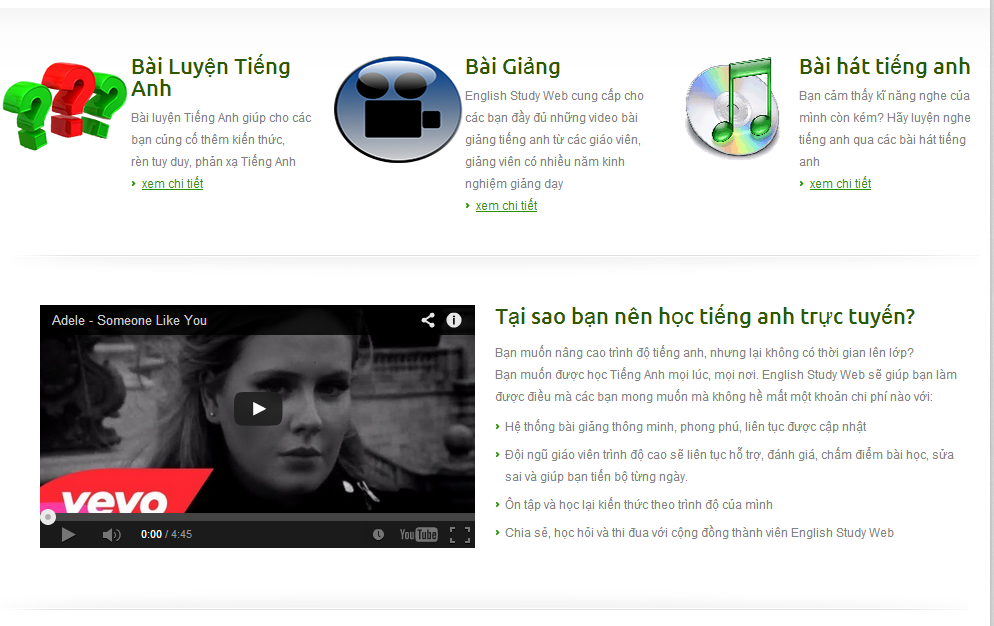 Bài Luyện Tiếng
Anh
Bài luyện Tiếng Anh giúp cho các
bạn củng cố thêm kiến thức,
rèn tuy duy, phản xạ Tiếng Anh
xem chi tiết
Bài Giảng
English Study Web cung cấp cho
các bạn đầy đủ những video bài
giảng tiếng anh từ các giáo viên,
giảng viên có nhiều năm kinh
nghiệm giảng dạy
xem chi tiết
Bài hát tiếng anh
Bạn cảm thấy kĩ năng nghe của
mình còn kém? Hãy luyện nghe
tiếng anh qua các bài hát tiếng
anh
xem chi tiết
Adele - Someone Like You
vevo
0:00 / 4:45
YouTube
Tại sao bạn nên học tiếng anh trực tuyến?
Bạn muốn nâng cao trình độ tiếng anh, nhưng lại không có thời gian lên lớp?
Bạn muốn được học Tiếng Anh mọi lúc, mọi nơi. English Study Web sẽ giúp bạn làm
được điều mà các bạn mong muốn mà không hề mất một khoản chi phí nào với:
Hệ thống bài giảng thông minh, phong phú, liên tục được cập nhật
Đội ngũ giáo viên trình độ cao sẽ liên tục hỗ trợ, đánh giá, chấm điểm bài học, sửa
sai và giúp bạn tiến bộ từng ngày.
Ôn tập và học lại kiến thức theo trình độ của mình
Chia sẻ, học hỏi và thi đua với cộng đồng thành viên English Study Web